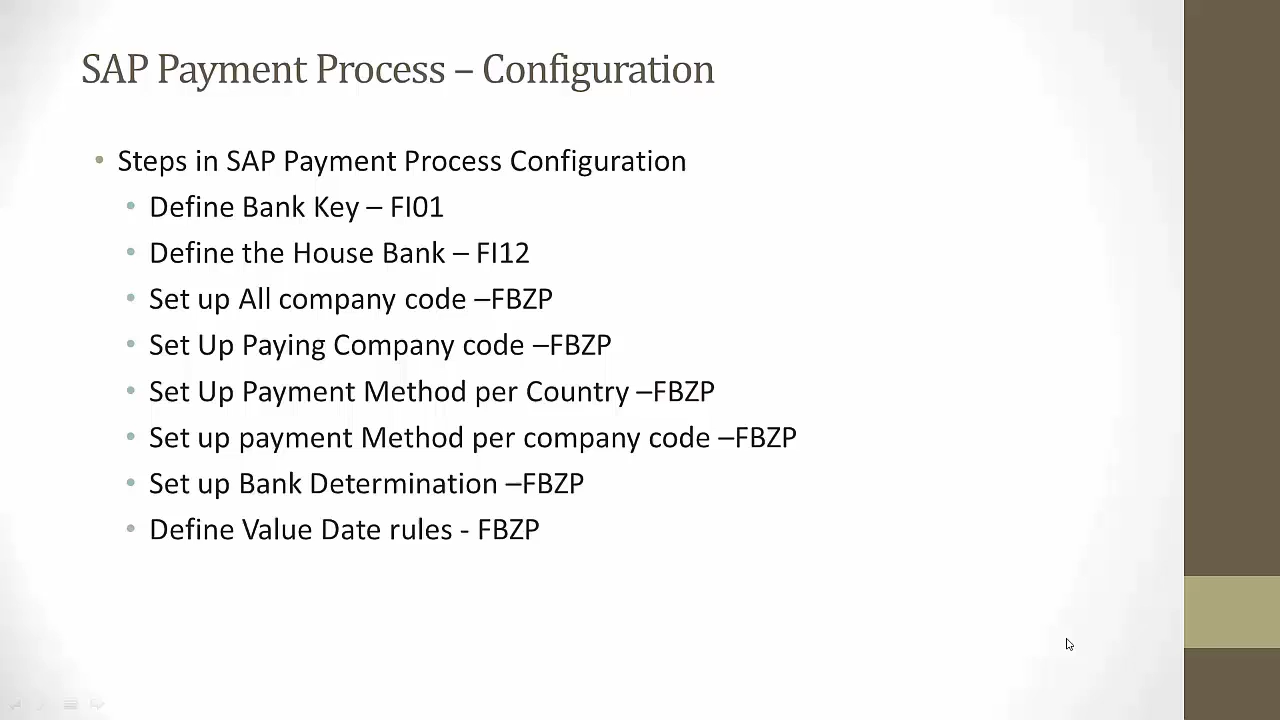 SAP Payment Process – Configuration
• Steps in SAP Payment Process Configuration
• Define Bank Key – FI01
• Define the House Bank – FI12
• Set up All company code –FBZP
• Set Up Paying Company code –FBZP
• Set Up Payment Method per Country –FBZP
• Set up payment Method per company code –FBZP
• Set up Bank Determination –FBZP
• Define Value Date rules - FBZP